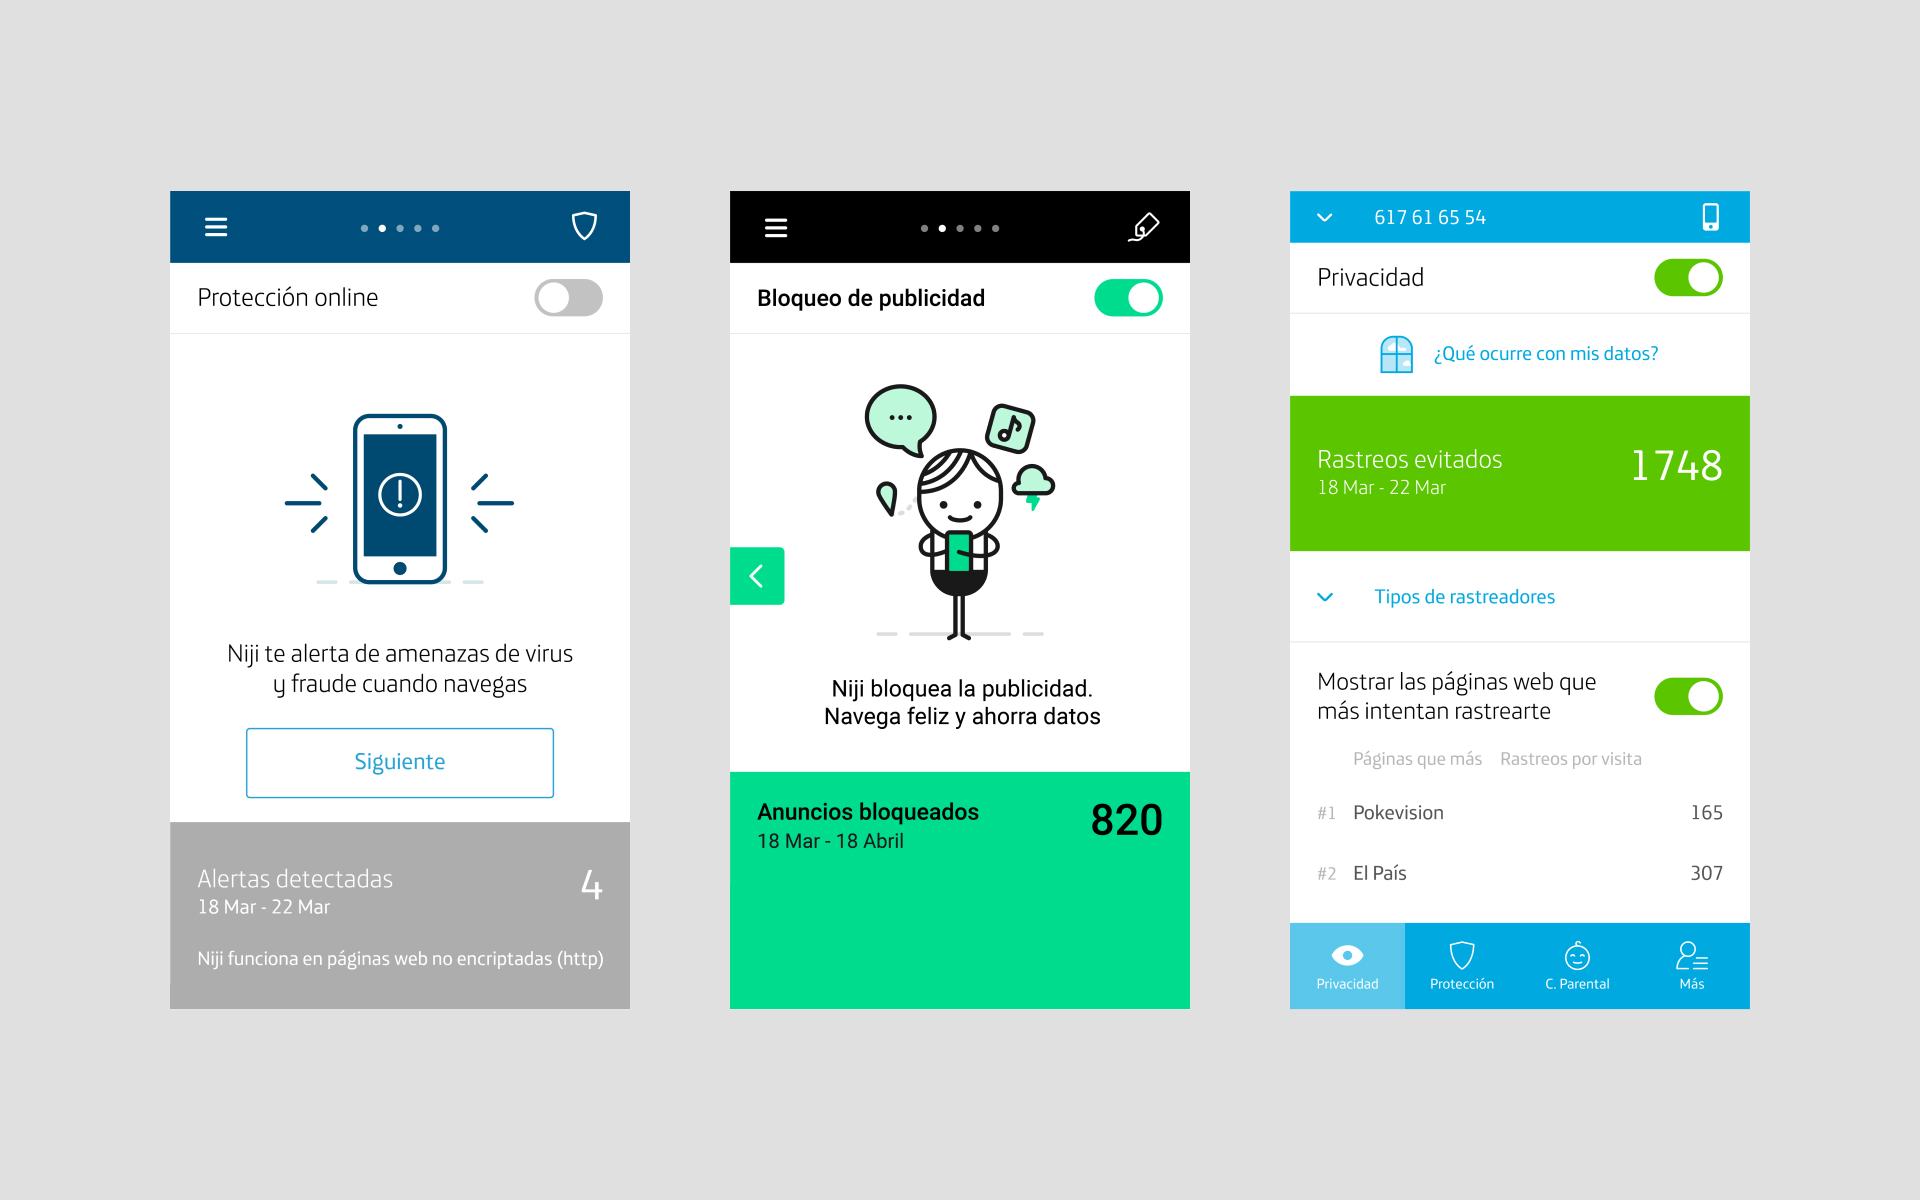 Protección online
Niji te alerta de amenazas de virus
y fraude cuando navegas
Siguiente
Alertas detectadas
4
18 Mar - 22 Mar
Niji funciona en páginas web no encriptadas (http)
Bloqueo de publicidad
Niji bloquea la publicidad.
Navega feliz y ahorra datos
Anuncios bloqueados
820
18 Mar - 18 Abril
617 61 65 54
Privacidad
¿Qué ocurre con mis datos?
Rastreos evitados
1748
18 Mar - 22 Mar
Tipos de rastreadores
Mostrar las páginas web que
más intentan rastrearte
Páginas que más Rastreos por visita
#1 Pokevision 165
#2 El País 307
Privacidad Protección C. Parental Más